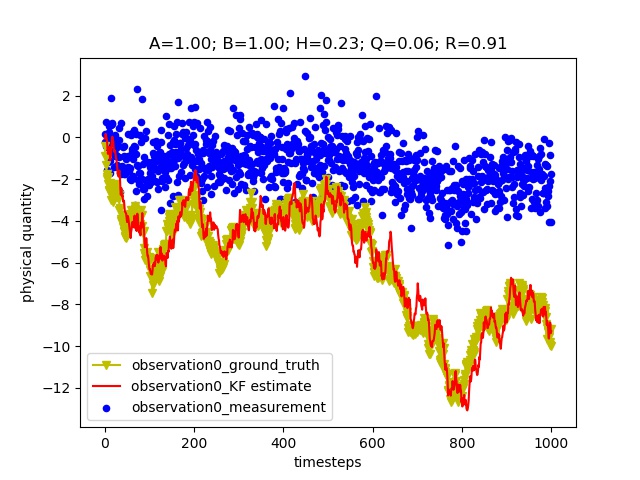 A=1.00; B=1.00; H=0.23; Q=0.06; R=0.91
physical quantity
2
0
−2
−4
−6
−8
−10
−12
observation0_ground_truth
observation0_KF estimate
observation0_measurement
0 200 400 600 800 1000
timesteps